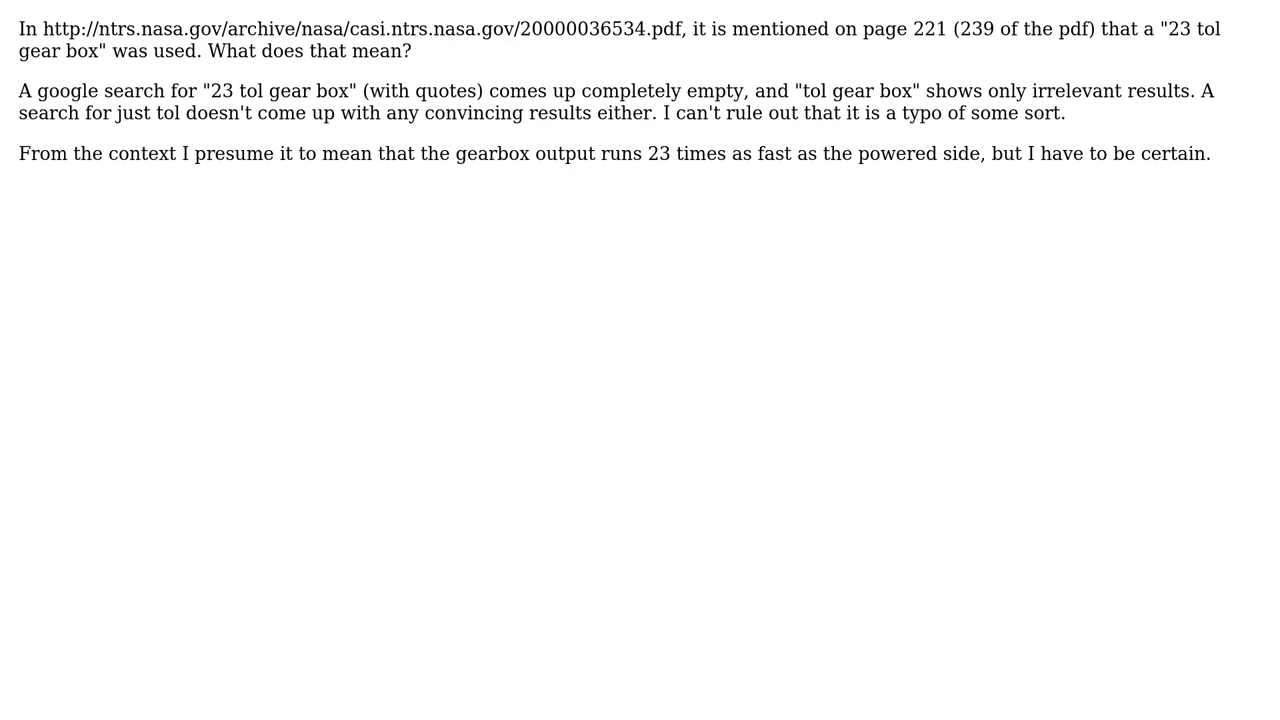 In http://ntrs.nasa.gov/archive/nasa/casi.ntrs.nasa.gov/20000036534.pdf, it is mentioned on page 221 (239 of the pdf) that a "23 tol
gear box" was used. What does that mean?
A google search for "23 tol gear box" (with quotes) comes up completely empty, and "tol gear box" shows only irrelevant results. A
search for just tol doesn't come up with any convincing results either. I can't rule out that it is a typo of some sort.
From the context I presume it to mean that the gearbox output runs 23 times as fast as the powered side, but I have to be certain.